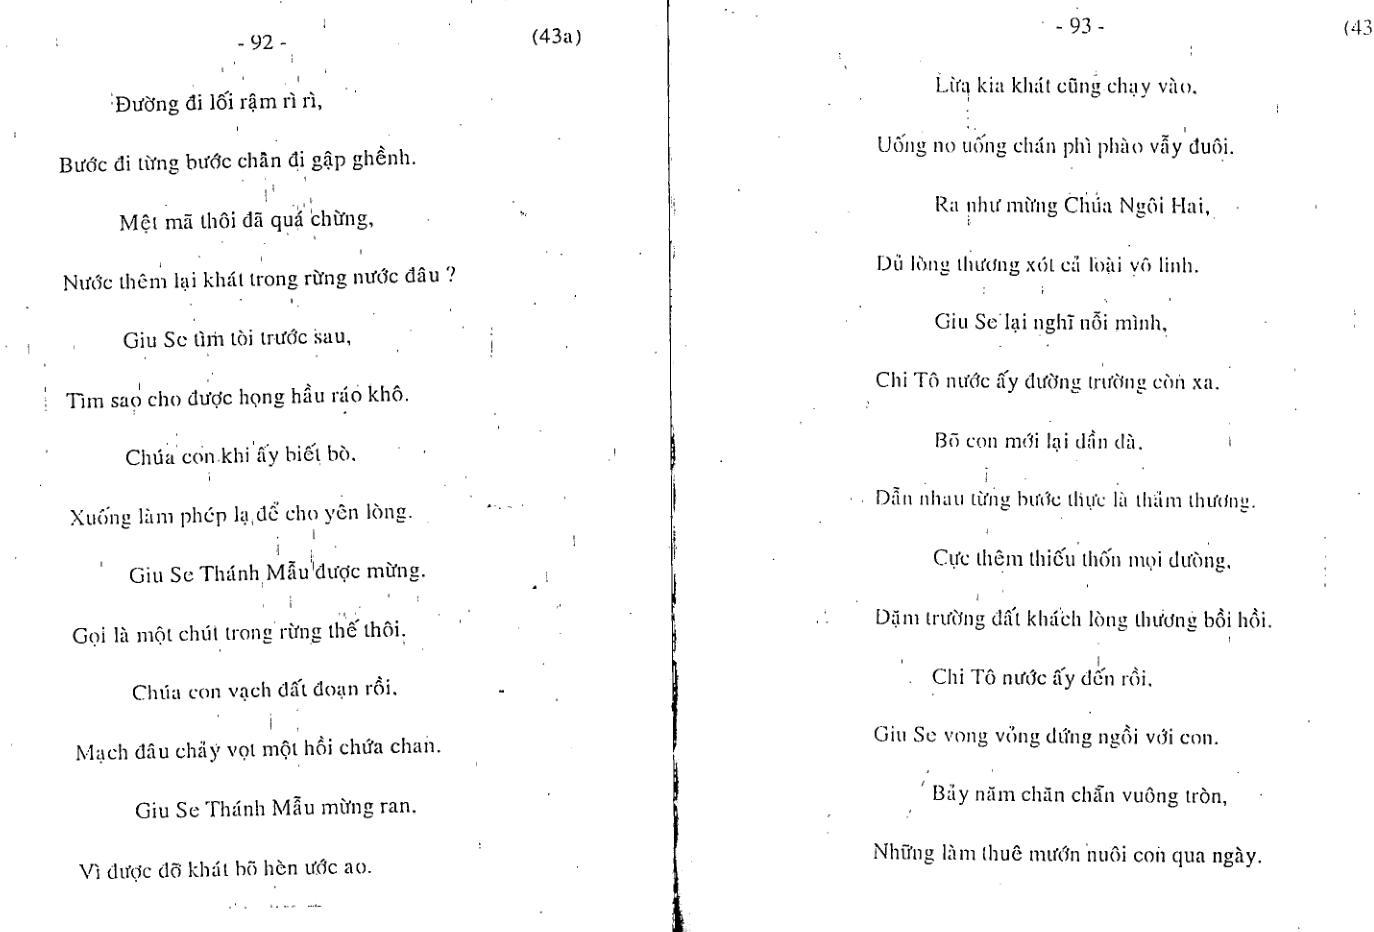 - 92 -
(43a)
Đường đi lối rậm rì rì,
Bước đi từng bước chân đi gập ghềnh.
Mệt mã thôi đã quá chừng,
Nước thêm lại khát trong rừng nước đâu ?
Giu Se tìm tòi trước sau,
Tìm sao cho được họng hầu ráo khô.
Chúa con khi ấy biết bò.
Xuống làm phép lạ để cho yên lòng.
Giu Se Thánh Mẫu được mừng.
Gọi là một chút trong rừng thế thôi.
Chúa con vạch đất đoạn rồi.
Mạch đâu chảy vọt một hồi chứa chan.
Giu Se Thánh Mẫu mừng ran.
Vì được đỡ khát bõ hèn ước ao.
- 93 -
(43
Lừa kia khát cũng chạy vào.
Uống no uống chán phì phào vẫy đuôi.
Ra như mừng Chúa Ngôi Hai,
Dủ lòng thương xót cả loài vô linh.
Giu Se lại nghĩ nỗi mình,
Chi Tô nước ấy đường trường còn xa.
Bõ con mới lại dần dà.
Dẫn nhau từng bước thực là thảm thương.
Cực thêm thiếu thốn mọi đường,
Dặm trường đất khách lòng thương bồi hồi.
Chi Tô nước ấy đến rồi.
Giu Se vong vỏng đứng ngồi với con.
Bảy năm chăn chẵn vuông tròn,
Những làm thuê mướn nuôi con qua ngày.